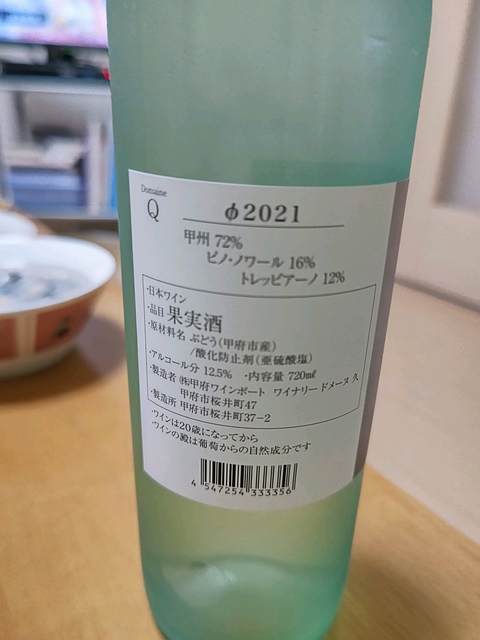 Domaine
Q
φ2021
甲州 72%
ピノ・ノワール 16%
トレッビアーノ 12%
・日本ワイン
・品目 果実酒
・原材料名 ぶどう(甲府市産)
/酸化防止剤(亜硫酸塩)
・アルコール分 12.5% ・内容量 720mℓ
・製造者 ㈱甲府ワインポート ワイナリー ドメーヌ 久
甲府市桜井町47
・製造所 甲府市桜井町37-2
・ワインは20歳になってから
・ワインの澱は葡萄からの自然成分です
4 547254 333356